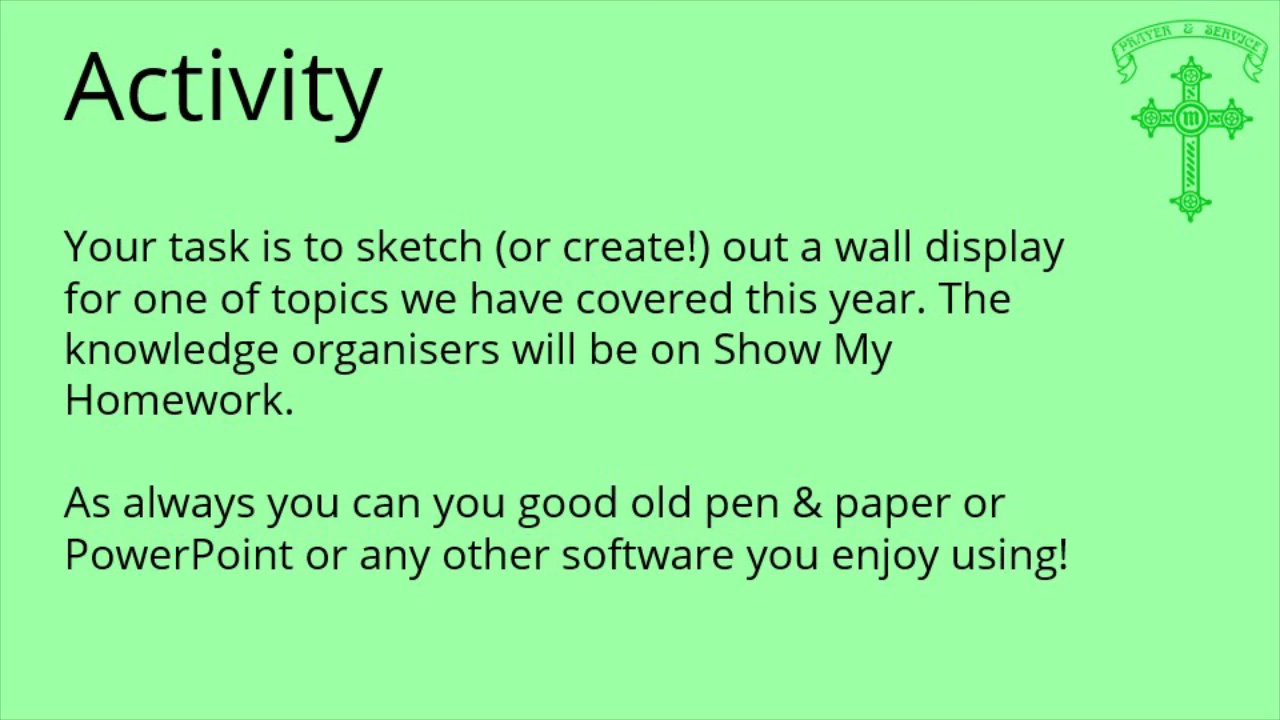 Activity
PRAYER & SERVICE
M
Your task is to sketch (or create!) out a wall display
for one of topics we have covered this year. The
knowledge organisers will be on Show My
Homework.
As always you can you good old pen & paper or
PowerPoint or any other software you enjoy using!